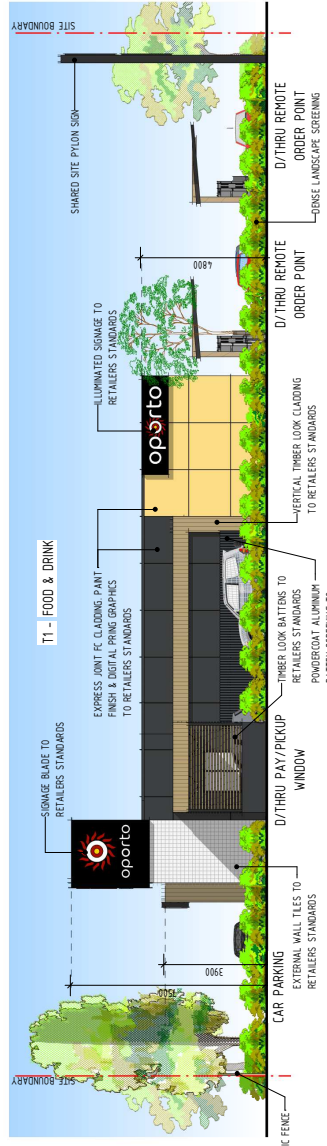 SITE BOUNDARY
SIGNAGE BLADE TO
RETAILERS STANDARDS
T1 - FOOD & DRINK
EXPRESS JOINT FC CLADDING, PAINT
FINISH & DIGITAL PRING GRAPHICS
TO RETAILERS STANDARDS
ILLUMINATED SIGNAGE TO
RETAILERS STANDARDS
SHARED SITE PYLON SIGN
SITE BOUNDARY
oporto
oporto
7500
3900
4800
IC FENCE
CAR PARKING
EXTERNAL WALL TILES TO
RETAILERS STANDARDS
D/THRU PAY/PICKUP
WINDOW
TIMBER LOOK BATTENS TO
RETAILERS STANDARDS
POWDERCOAT ALUMINIUM
VERTICAL TIMBER LOOK CLADDING
TO RETAILERS STANDARDS
D/THRU REMOTE
ORDER POINT
D/THRU REMOTE
ORDER POINT
DENSE LANDSCAPE SCREENING